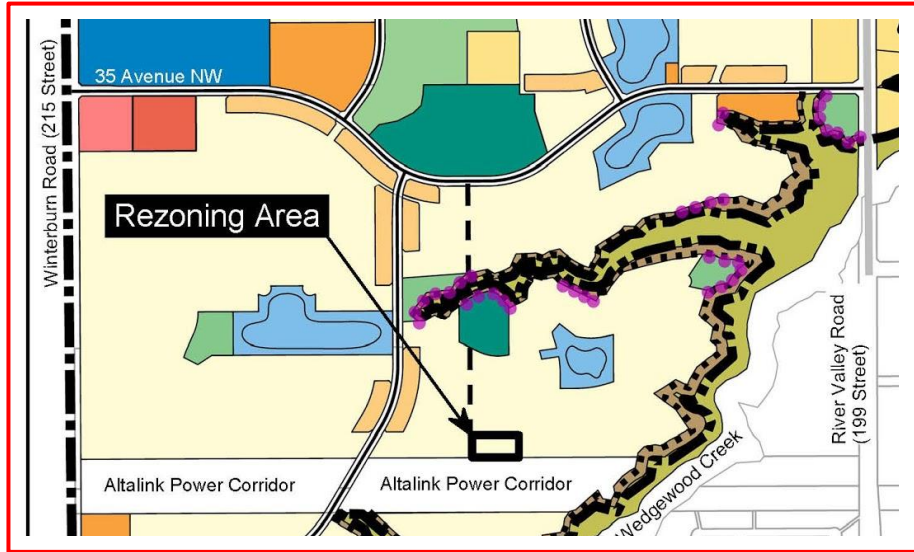 35 Avenue NW
Winterburn Road (215 Street)
Rezoning Area
River Valley Road
(199 Street)
Altalink Power Corridor
Altalink Power Corridor
Wedgewood Creek